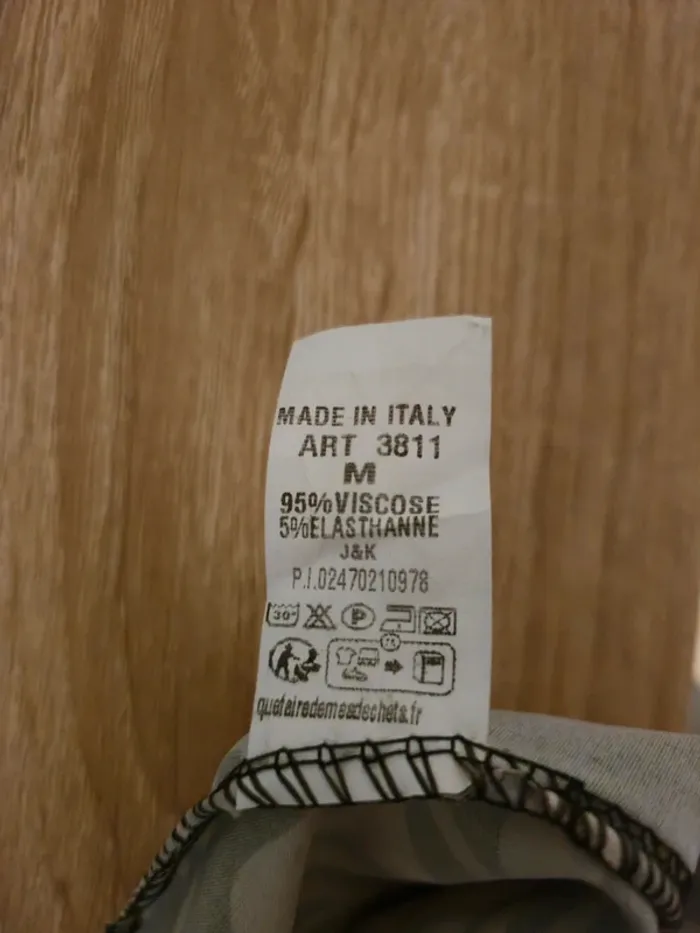 MADE IN ITALY
ART 3811
M
95%VISCOSE
5%ELASTHANNE
J&K
P.I.02470210978
30°
P
quefairedemesdechets.fr